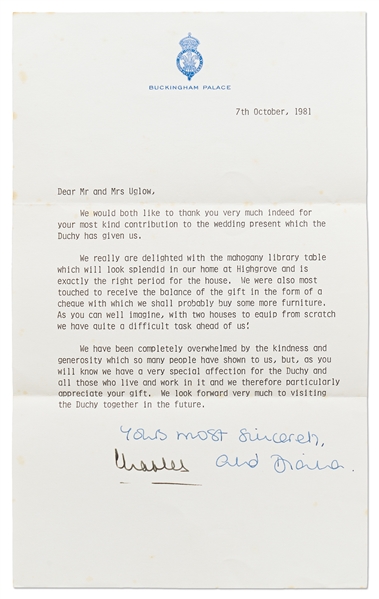 BUCKINGHAM PALACE
7th October, 1981
Dear Mr and Mrs Uglow,
We would both like to thank you very much indeed for
your most kind contribution to the wedding present which the
Duchy has given us.
We really are delighted with the mahogany library table
which will look splendid in our home at Highgrove and is
exactly the right period for the house. We were also most
touched to receive the balance of the gift in the form of a
cheque with which we shall probably buy some more furniture.
As you can well imagine, with two houses to equip from scratch
we have quite a difficult task ahead of us!
We have been completely overwhelmed by the kindness and
generosity which so many people have shown to us, but, as you
will know we have a very special affection for the Duchy and
all those who live and work in it and we therefore particularly
appreciate your gift. We look forward very much to visiting
the Duchy together in the future.
Yours most sincerely,
Charles and Diana.